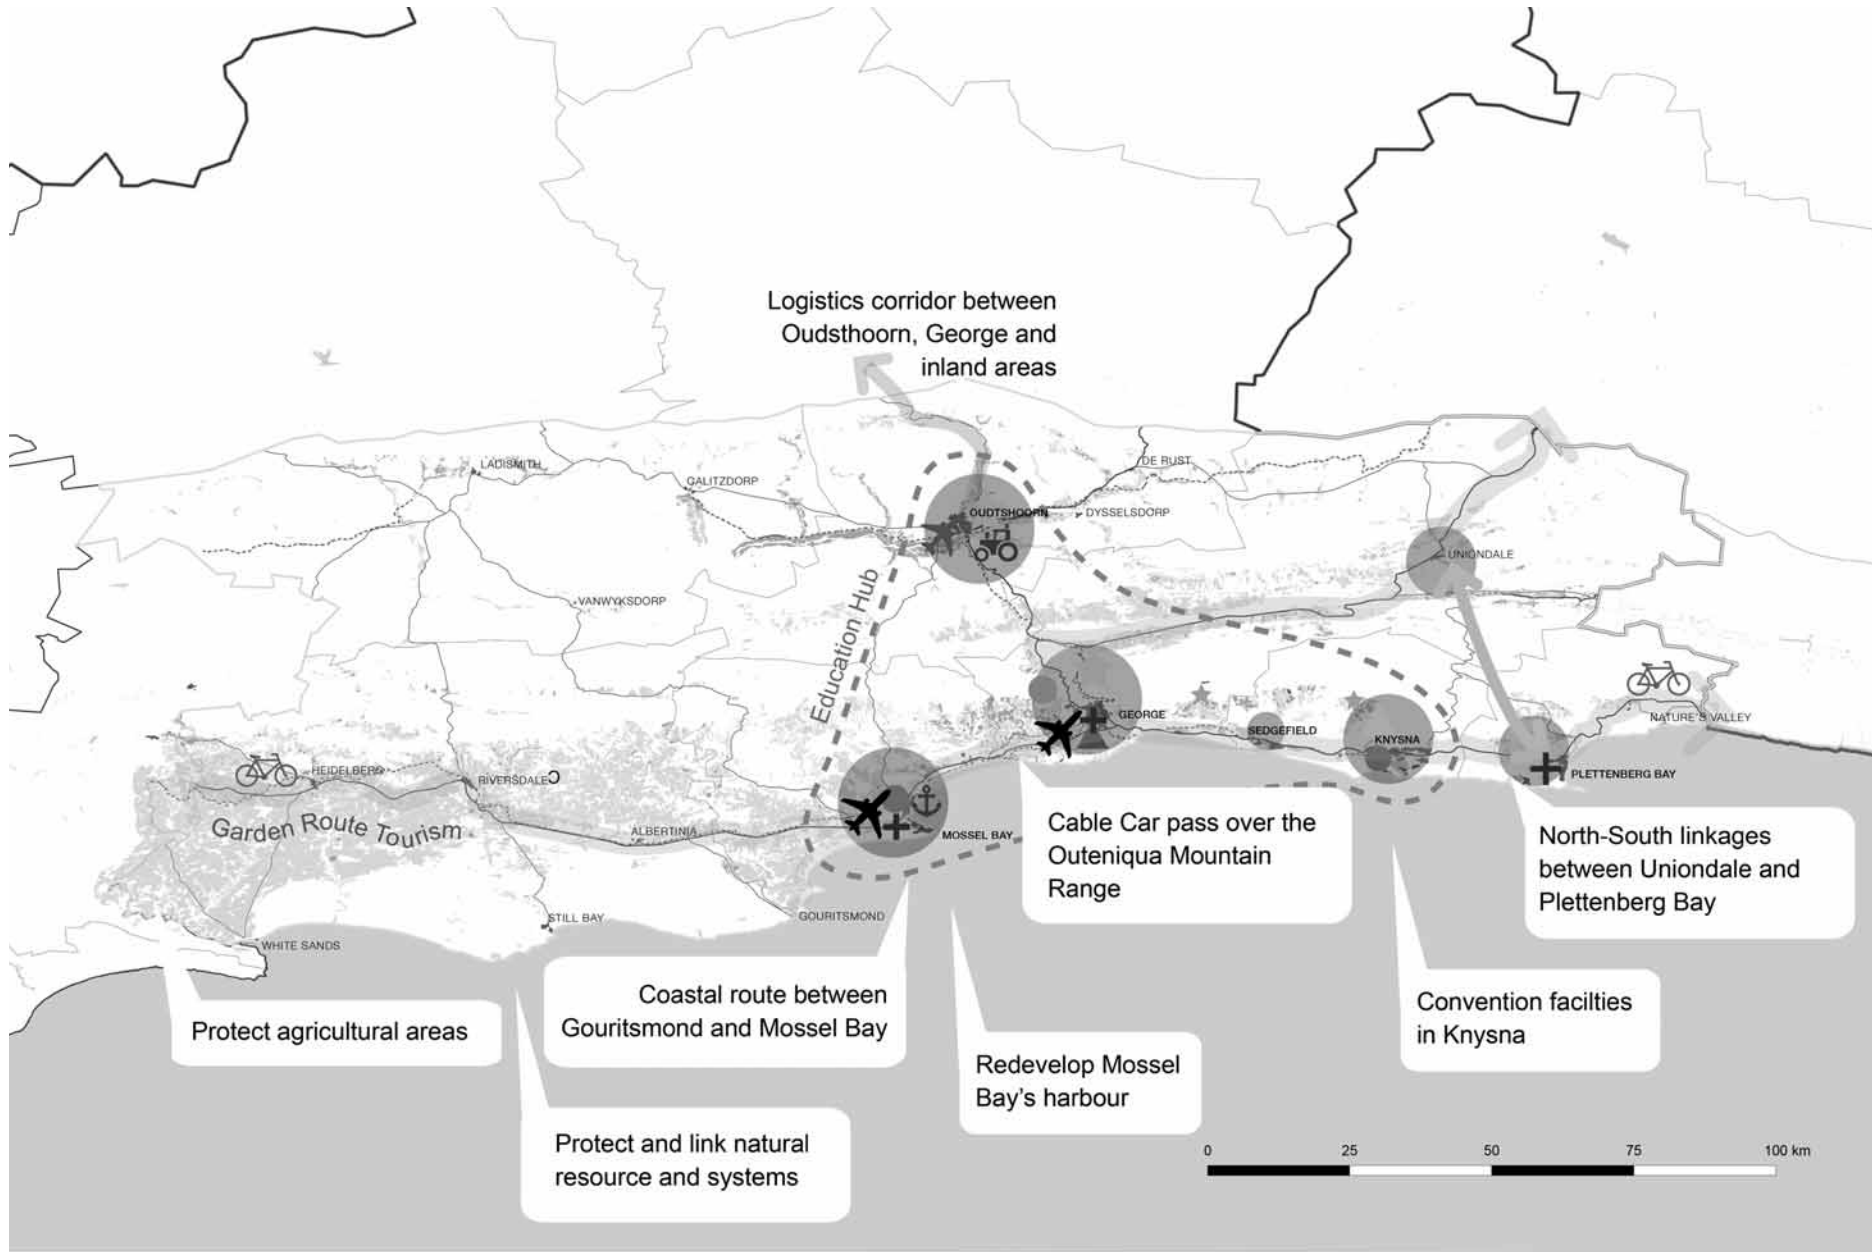 Logistics corridor between
Oudsthoorn, George and
inland areas
LADISMITH
CALITZDORP
DE RUST
OUDTSHOORN
DYSSELSDORP
UNIONDALE
VANWYKSDORP
Education Hub
GEORGE
SEDGEFIELD
KNYSNA
NATURE'S VALLEY
PLETTENBERG BAY
HEIDELBERG
RIVERSDALE
Garden Route Tourism
ALBERTINIA
MOSSEL BAY
STILL BAY
GOURITSMOND
WHITE SANDS
Cable Car pass over the
Outeniqua Mountain
Range
North-South linkages
between Uniondale and
Plettenberg Bay
Protect agricultural areas
Coastal route between
Gouritsmond and Mossel Bay
Redevelop Mossel
Bay's harbour
Convention facilties
in Knysna
Protect and link natural
resource and systems
0 25 50 75 100 km